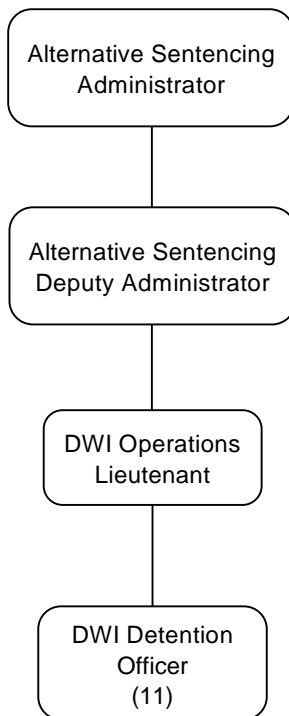 Alternative Sentencing
Administrator
Alternative Sentencing
Deputy Administrator
DWI Operations
Lieutenant
DWI Detention
Officer
(11)